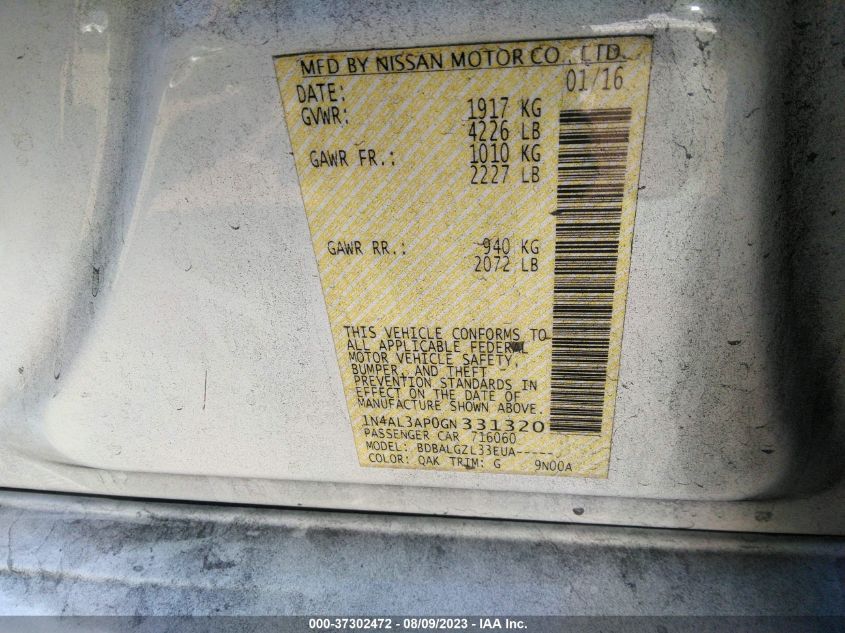 MFD BY NISSAN MOTOR CO., LTD.
DATE: 01/16
GVWR: 1917 KG
4226 LB
GAWR FR.: 1010 KG
2227 LB
GAWR RR.: 940 KG
2072 LB
THIS VEHICLE CONFORMS TO
ALL APPLICABLE FEDERAL
MOTOR VEHICLE SAFETY,
BUMPER, AND THEFT
PREVENTION STANDARDS IN
EFFECT ON THE DATE OF
MANUFACTURE SHOWN ABOVE.
1N4AL3AP0GN331320
PASSENGER CAR 716060
MODEL: BDBALGZL33EUA-----
COLOR: QAK TRIM: G 9N00A
000-37302472 - 08/09/2023 - IAA Inc.